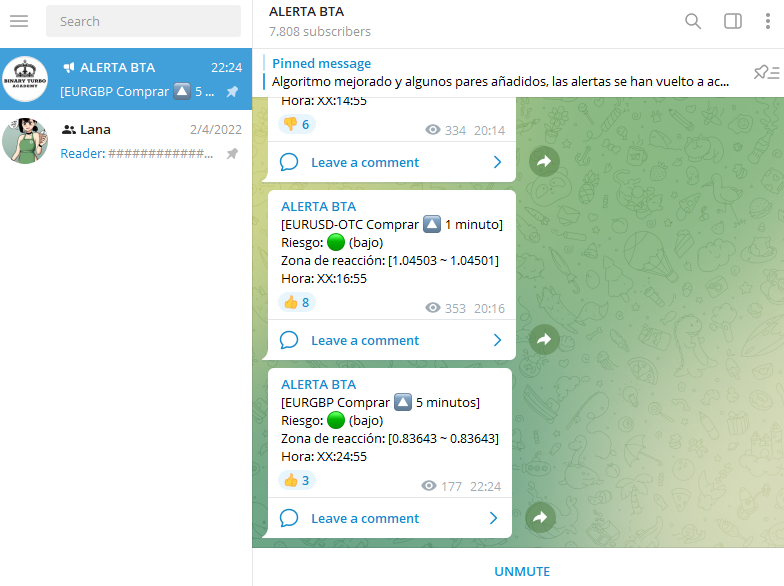 Search
ALERTA BTA
22:24
[EURGBP Comprar 5 ...
BINARY TURBO
ACADEMY
Lana
2/4/2022
Reader: ############...
ALERTA BTA
7.808 subscribers
Pinned message
Algoritmo mejorado y algunos pares añadidos, las alertas se han vuelto a ac...
Hora: XX:14:55
6
334 20:14
Leave a comment
ALERTA BTA
[EURUSD-OTC Comprar 1 minuto]
Riesgo: (bajo)
Zona de reacción: [1.04503 ~ 1.04501]
Hora: XX:16:55
8
353 20:16
Leave a comment
ALERTA BTA
[EURGBP Comprar 5 minutos]
Riesgo: (bajo)
Zona de reacción: [0.83643 ~ 0.83643]
Hora: XX:24:55
3
177 22:24
Leave a comment
UNMUTE